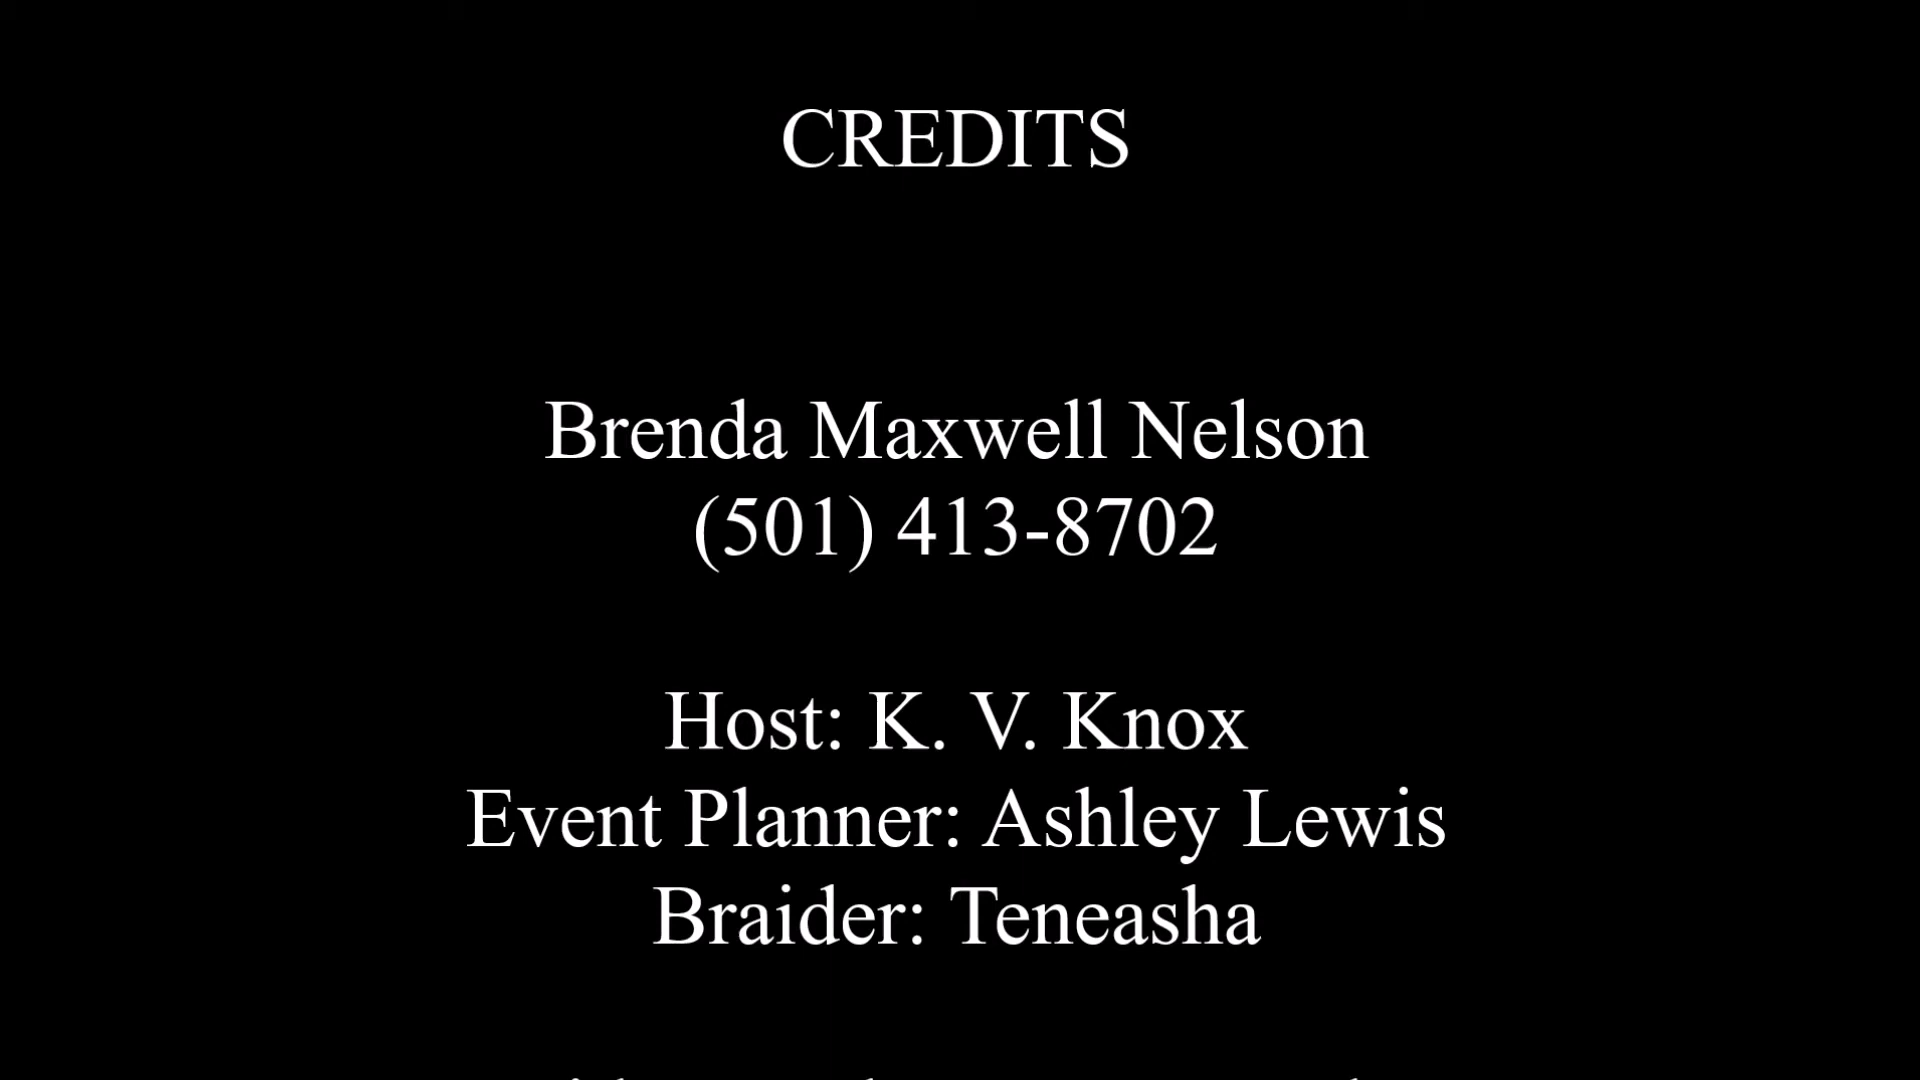 CREDITS
Brenda Maxwell Nelson
(501) 413-8702
Host: K. V. Knox
Event Planner: Ashley Lewis
Braider: Teneasha